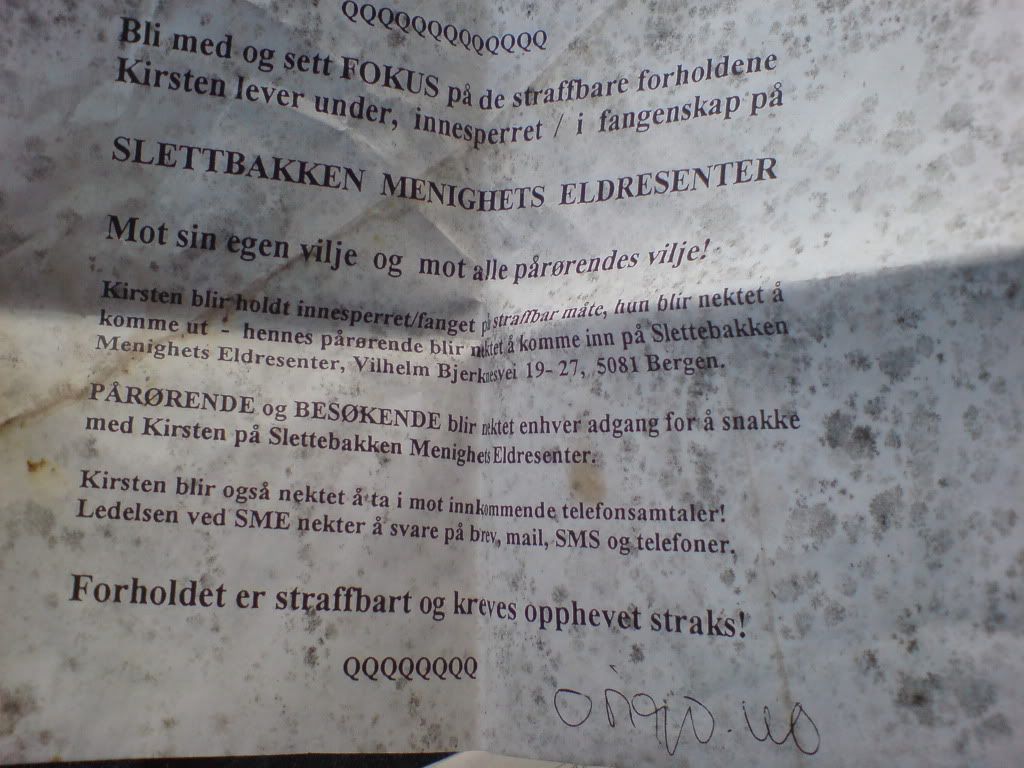 QQQQQQQQQQQQQ
Bli med og sett FOKUS på de straffbare forholdene
Kirsten lever under, innesperret / i fangenskap på
SLETTBAKKEN MENIGHETS ELDRESENTER
Mot sin egen vilje og mot alle pårørendes vilje!
Kirsten blir holdt innesperret/fanget på straffbar måte, hun blir nektet å
komme ut - hennes pårørende blir nektet å komme inn på Slettebakken
Menighets Eldresenter, Vilhelm Bjerknesvei 19-27, 5081 Bergen.
PÅRØRENDE og BESØKENDE blir nektet enhver adgang for å snakke
med Kirsten på Slettebakken Menighets Eldresenter.
Kirsten blir også nektet å ta i mot innkommende telefonsamtaler!
Ledelsen ved SME nekter å svare på brev, mail, SMS og telefoner.
Forholdet er straffbart og kreves opphevet straks!
QQQQQQQQ